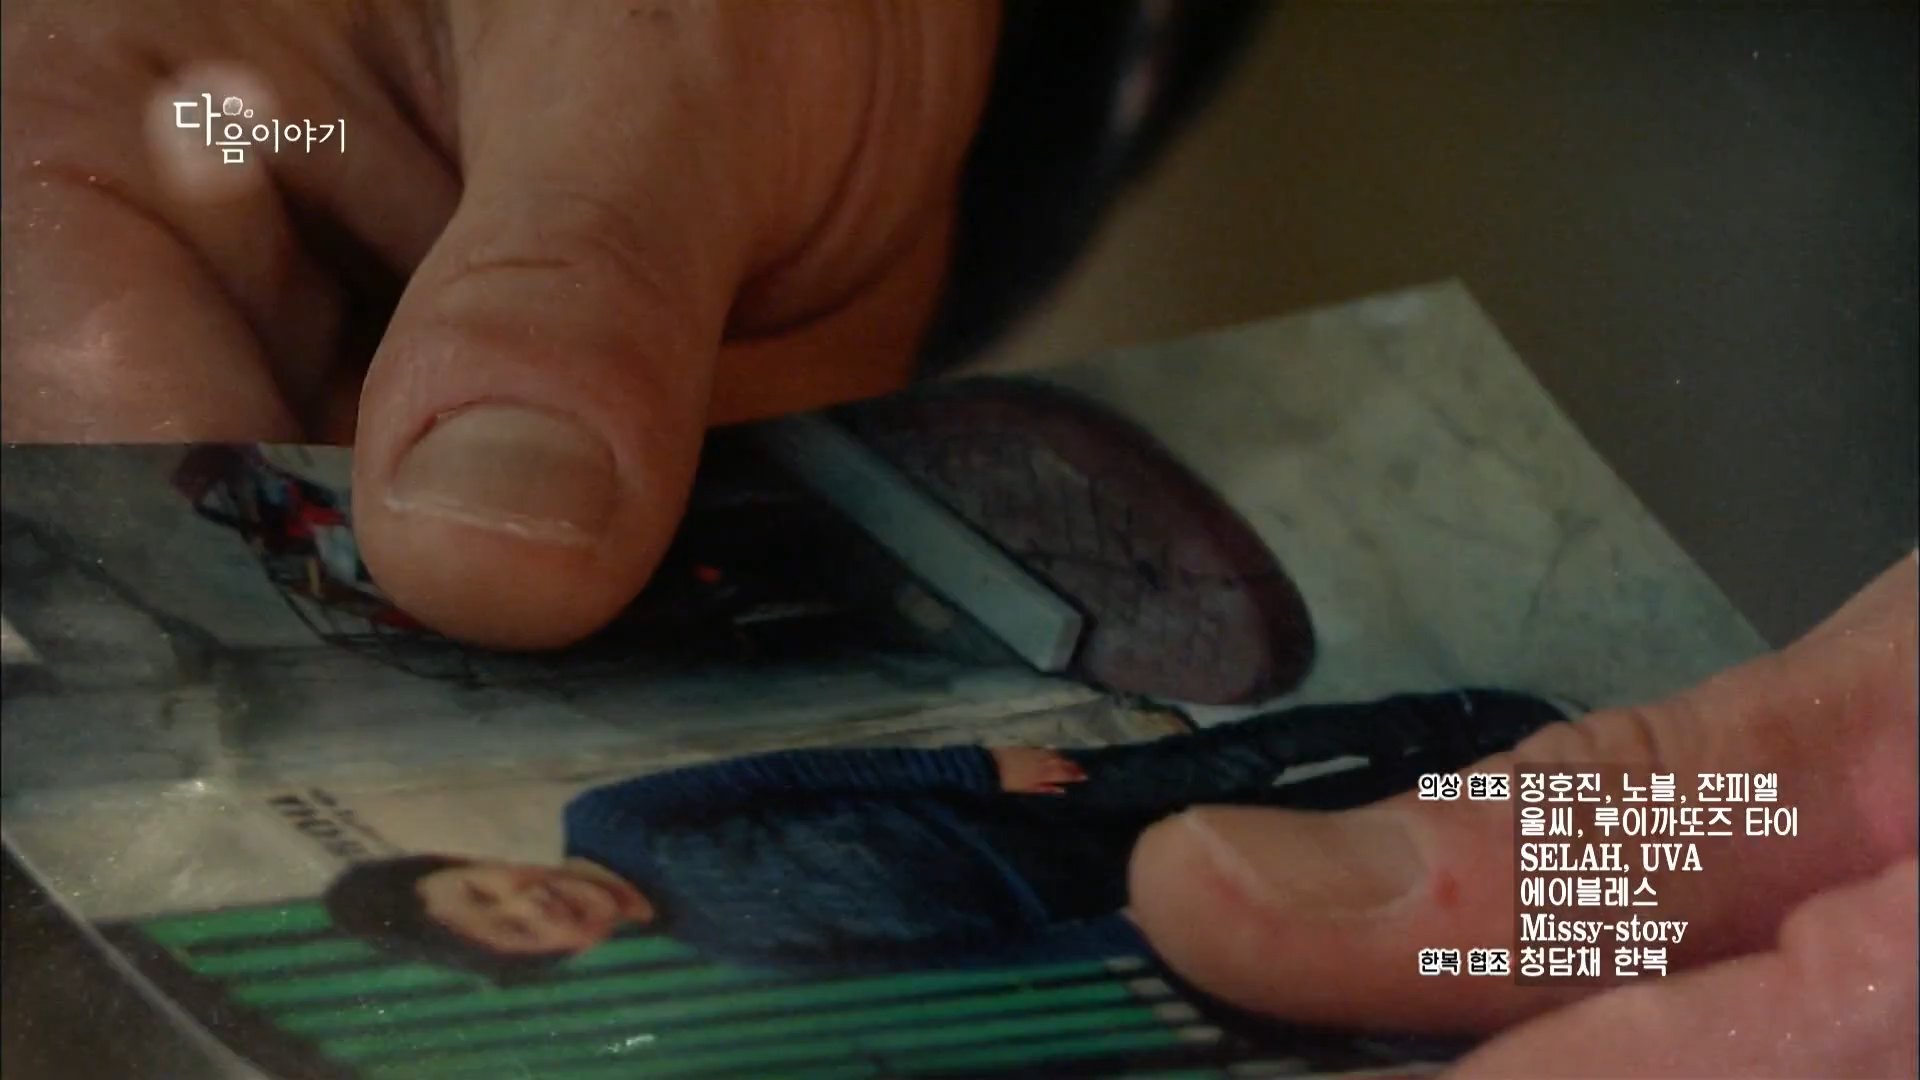 다음이야기
의상 협조 정호진, 노블, 쟌피엘
울씨, 루이까또즈 타이
SELAH, UVA
에이블레스
Missy-story
한복 협조 청담채 한복